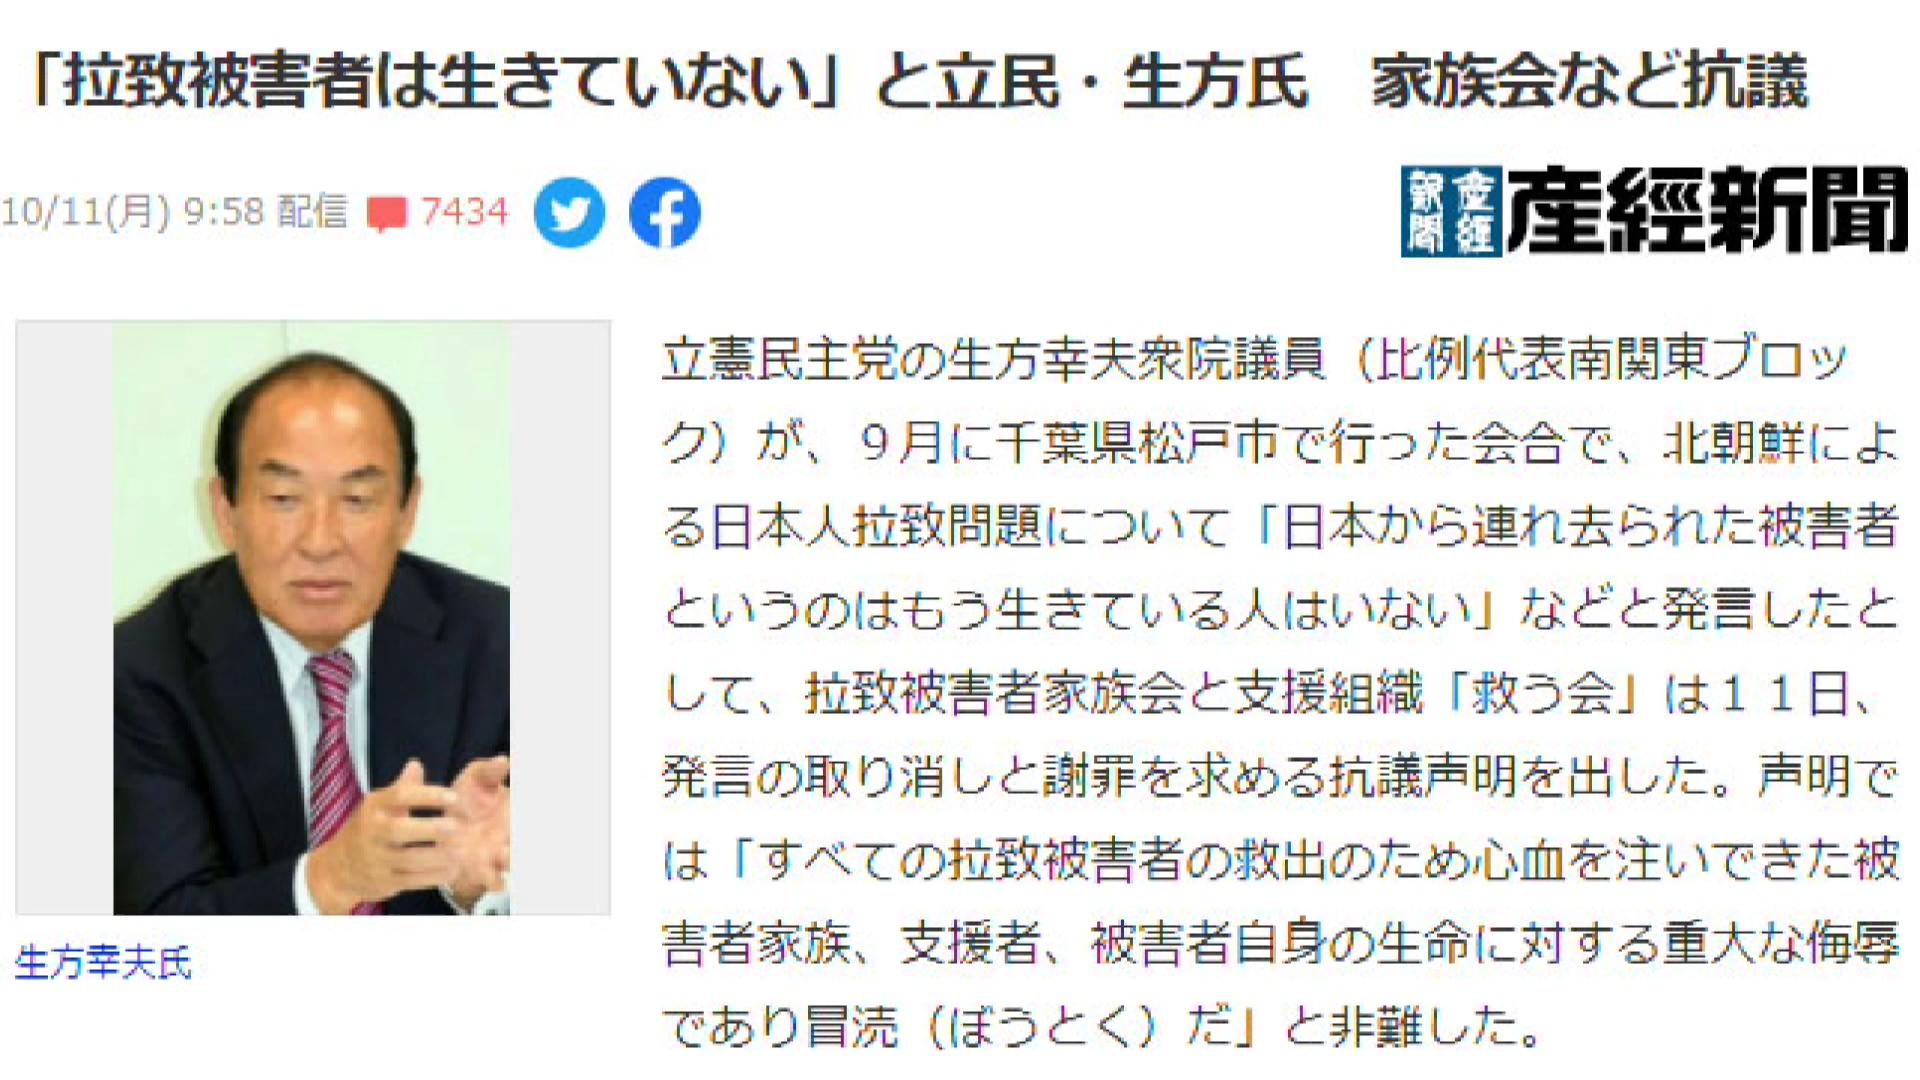 「拉致被害者は生きていない」と立民・生方氏　家族会など抗議
10/11(月) 9:58 配信 7434
産経新聞 産經新聞
立憲民主党の生方幸夫衆院議員（比例代表南関東ブロッ
ク）が、９月に千葉県松戸市で行った会合で、北朝鮮によ
る日本人拉致問題について「日本から連れ去られた被害者
というのはもう生きている人はいない」などと発言したと
して、拉致被害者家族会と支援組織「救う会」は１１日、
発言の取り消しと謝罪を求める抗議声明を出した。声明で
は「すべての拉致被害者の救出のため心血を注いできた被
害者家族、支援者、被害者自身の生命に対する重大な侮辱
であり冒涜（ぼうとく）だ」と非難した。
生方幸夫氏